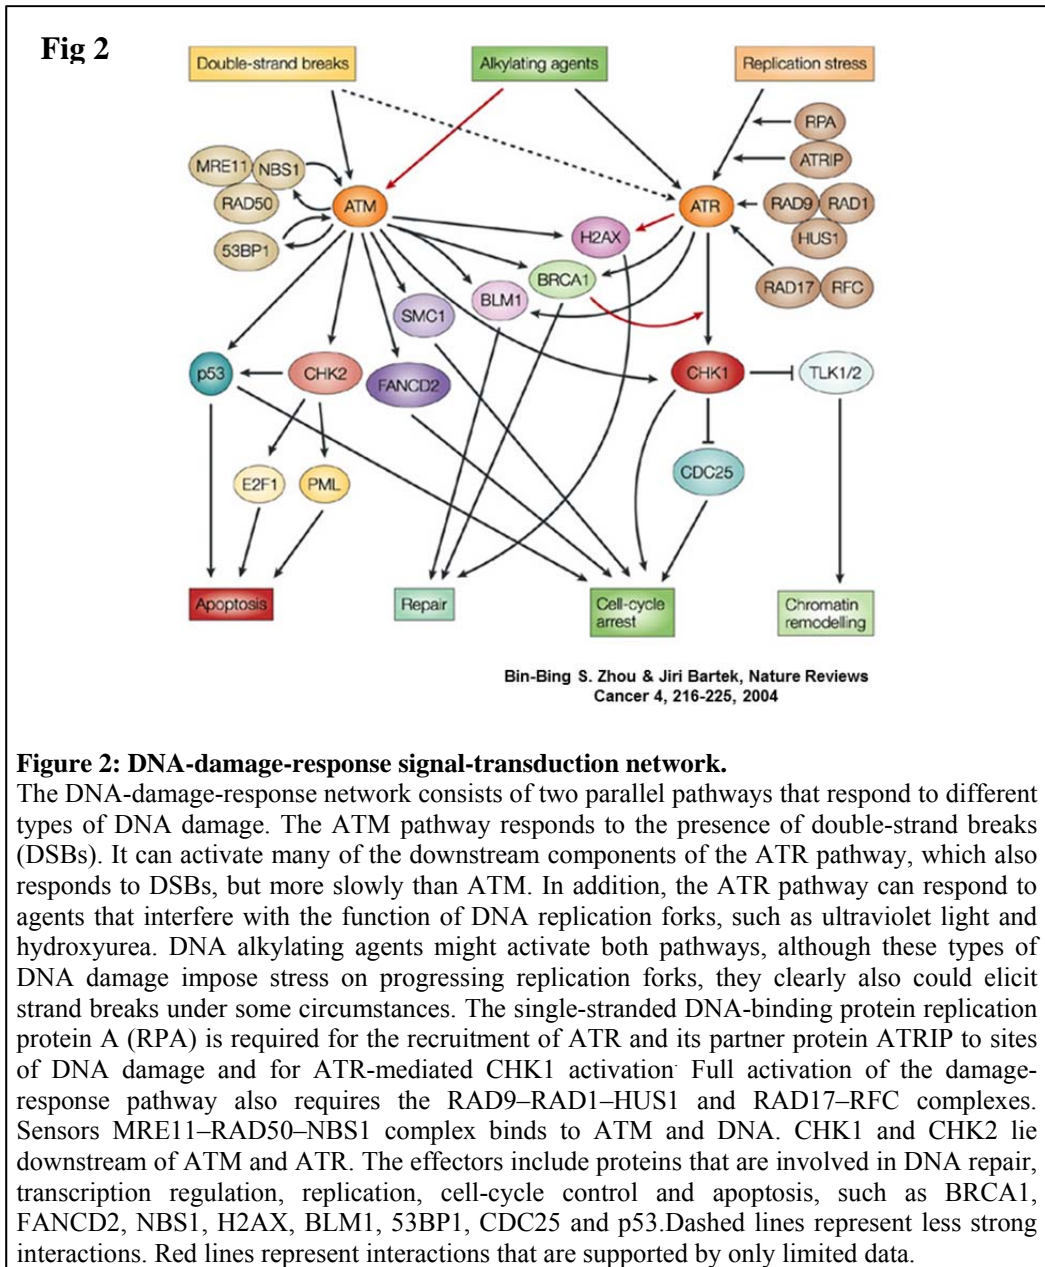 Fig 2
Double-strand breaks
Alkylating agents
Replication stress
RPA
ATRIP
MRE11
NBS1
RAD50
ATM
ATR
RAD9
RAD1
HUS1
53BP1
H2AX
BRCA1
BLM1
RAD17
RFC
SMC1
p53
CHK2
FANCD2
CHK1
TLK1/2
E2F1
PML
CDC25
Apoptosis
Repair
Cell-cycle
arrest
Chromatin
remodelling
Bin-Bing S. Zhou & Jiri Bartek, Nature Reviews
Cancer 4, 216-225, 2004
Figure 2: DNA-damage-response signal-transduction network.
The DNA-damage-response network consists of two parallel pathways that respond to different
types of DNA damage. The ATM pathway responds to the presence of double-strand breaks
(DSBs). It can activate many of the downstream components of the ATR pathway, which also
responds to DSBs, but more slowly than ATM. In addition, the ATR pathway can respond to
agents that interfere with the function of DNA replication forks, such as ultraviolet light and
hydroxyurea. DNA alkylating agents might activate both pathways, although these types of
DNA damage impose stress on progressing replication forks, they clearly also could elicit
strand breaks under some circumstances. The single-stranded DNA-binding protein replication
protein A (RPA) is required for the recruitment of ATR and its partner protein ATRIP to sites
of DNA damage and for ATR-mediated CHK1 activation. Full activation of the damage-
response pathway also requires the RAD9–RAD1–HUS1 and RAD17–RFC complexes.
Sensors MRE11–RAD50–NBS1 complex binds to ATM and DNA. CHK1 and CHK2 lie
downstream of ATM and ATR. The effectors include proteins that are involved in DNA repair,
transcription regulation, replication, cell-cycle control and apoptosis, such as BRCA1,
FANCD2, NBS1, H2AX, BLM1, 53BP1, CDC25 and p53.Dashed lines represent less strong
interactions. Red lines represent interactions that are supported by only limited data.